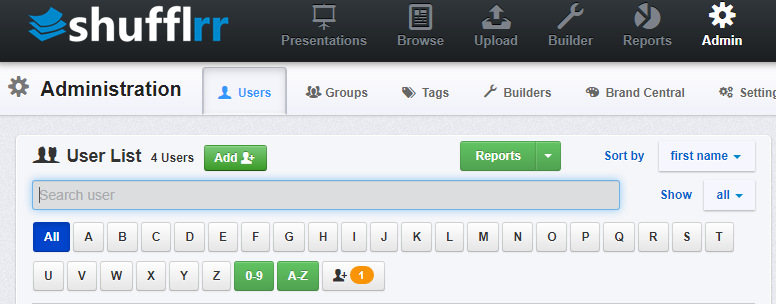 shufflrr
Presentations Browse Upload Builder Reports Admin
Administration Users Groups Tags Builders Brand Central Settin
User List 4 Users Add Reports Sort by first name
Search user Show all
All A B C D E F G H I J K L M N O P Q R S T
U V W X Y Z 0-9 A-Z 1